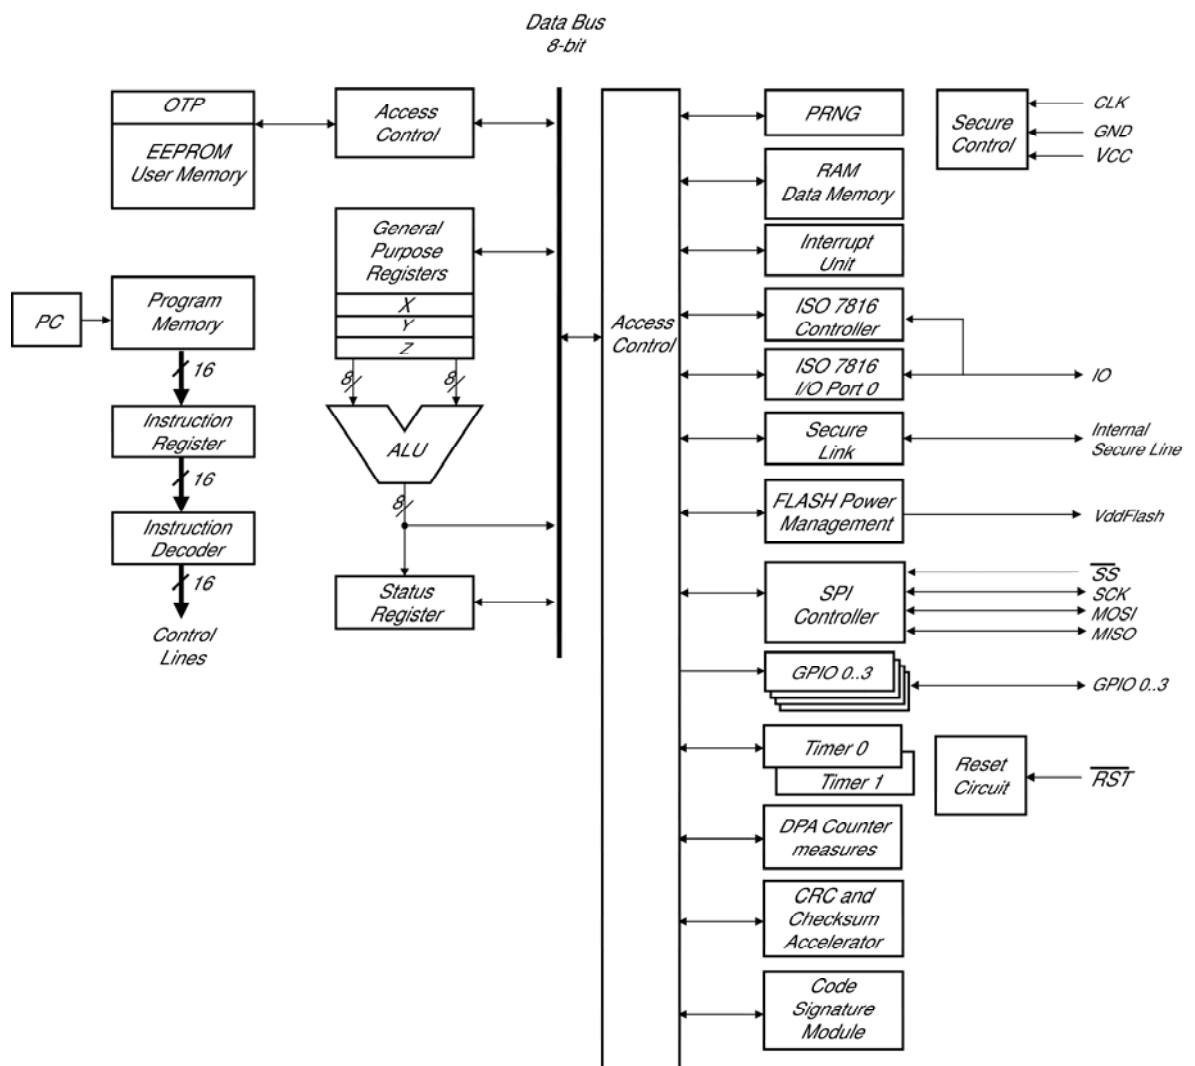 Data Bus
8-bit
OTP
EEPROM
User Memory
Access
Control
General
Purpose
Registers
X
Y
Z
PC
Program
Memory
16
Instruction
Register
16
Instruction
Decoder
16
Control
Lines
8
8
ALU
8
Status
Register
Access
Control
PRNG
RAM
Data Memory
Interrupt
Unit
ISO 7816
Controller
ISO 7816
I/O Port 0
Secure
Link
FLASH Power
Management
SPI
Controller
GPIO 0..3
Timer 0
Timer 1
DPA Counter
measures
CRC and
Checksum
Accelerator
Code
Signature
Module
Secure
Control
CLK
GND
VCC
IO
Internal
Secure Line
VddFlash
SS
SCK
MOSI
MISO
GPIO 0..3
Reset
Circuit
RST